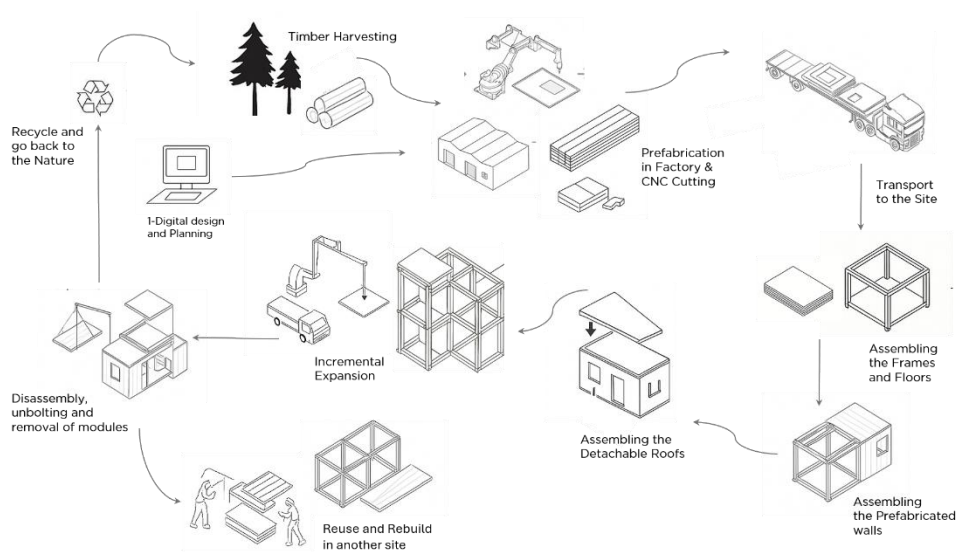 Timber Harvesting
Recycle and
go back to
the Nature
1-Digital design
and Planning
Prefabrication
in Factory &
CNC Cutting
Transport
to the Site
Assembling
the Frames
and Floors
Assembling
the Prefabricated
walls
Assembling the
Detachable Roofs
Incremental
Expansion
Disassembly,
unbolting and
removal of modules
Reuse and Rebuild
in another site